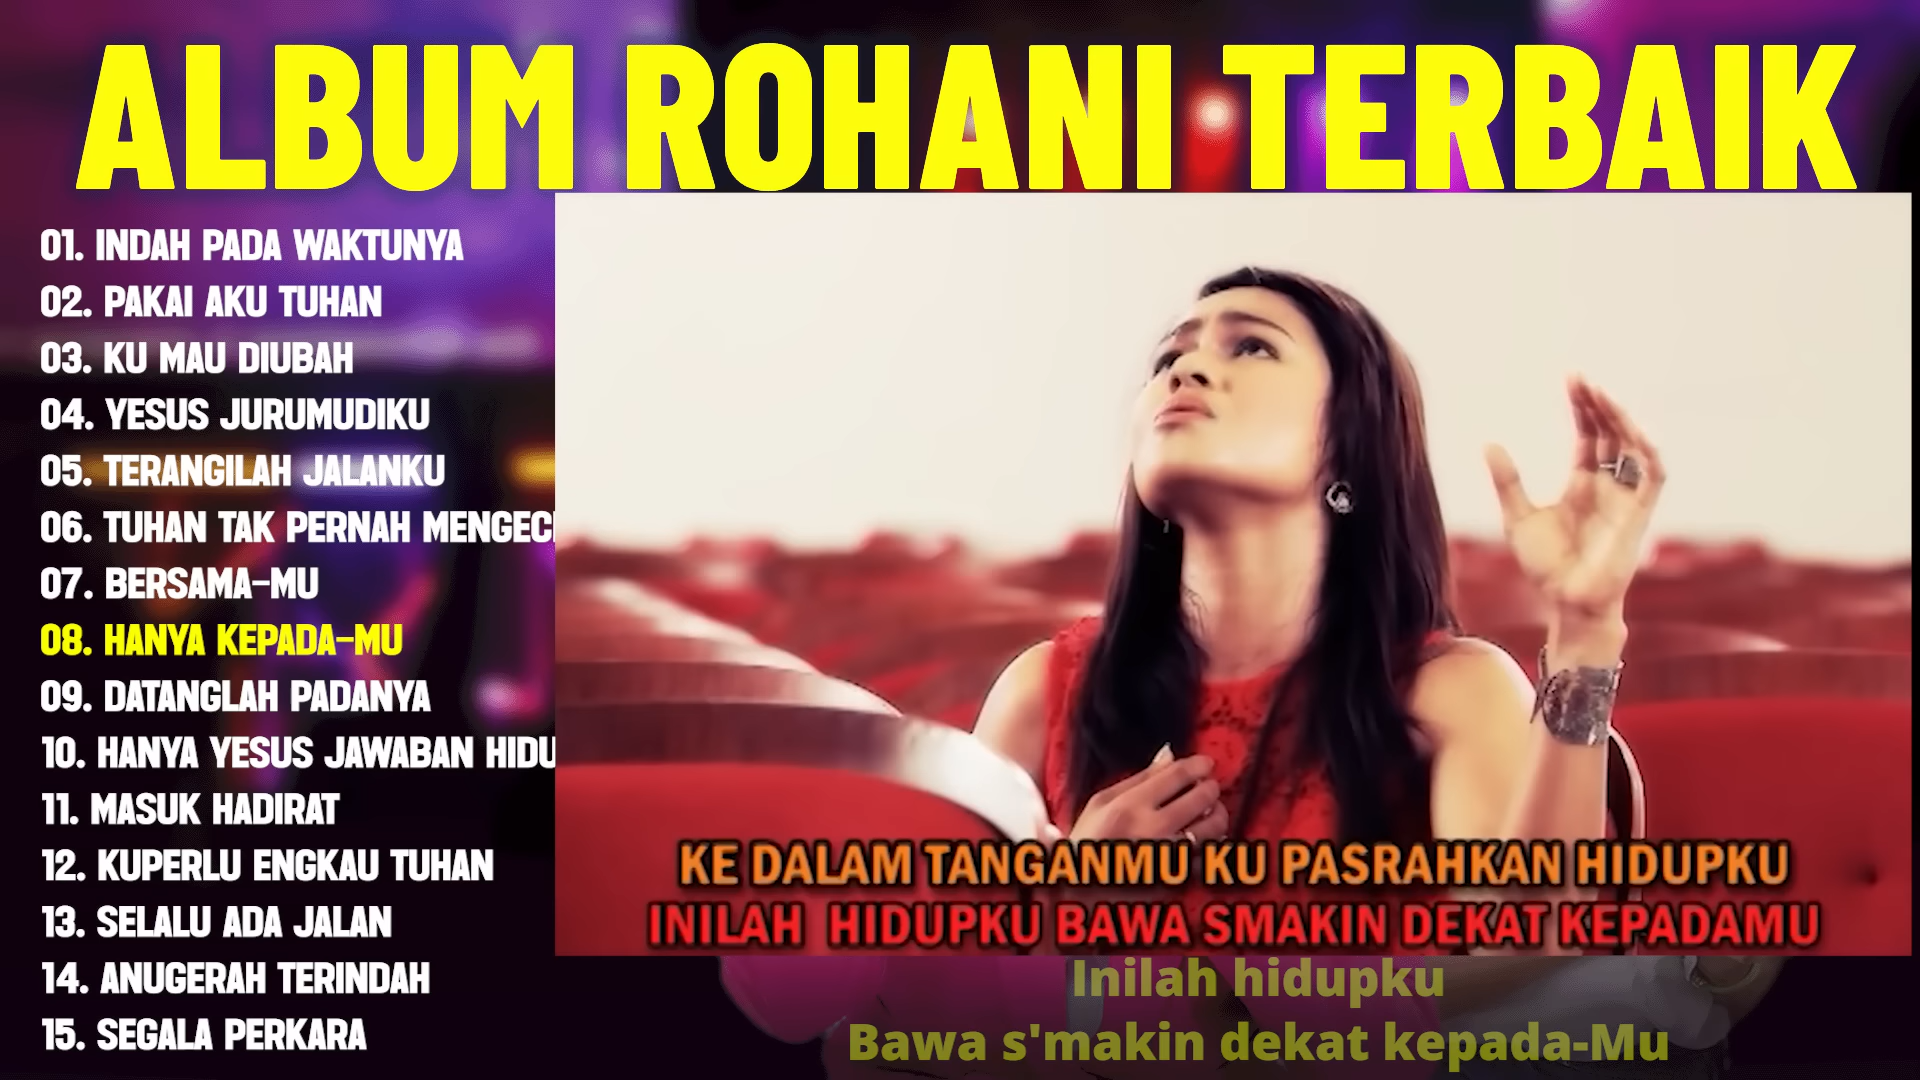 ALBUM ROHANI TERBAIK
01. INDAH PADA WAKTUNYA
02. PAKAI AKU TUHAN
03. KU MAU DIUBAH
04. YESUS JURUMUDIKU
05. TERANGILAH JALANKU
06. TUHAN TAK PERNAH
07. BERSAMA-MU
08. HANYA KEPADA-MU
09. DATANGLAH PADANYA
10. HANYA YESUS JAWABAN
11. MASUK HADIRAT
12. KUPERLU ENGKAU TUHAN
13. SELALU ADA JALAN
14. ANUGERAH TERINDAH
15. SEGALA PERKARA
KE DALAM TANGANMU KU PASRAHKAN HIDUPKU
INILAH HIDUPKU BAWA SMAKIN DEKAT KEPADAMU
Inilah hidupku
Bawa s'makin dekat kepada-Mu